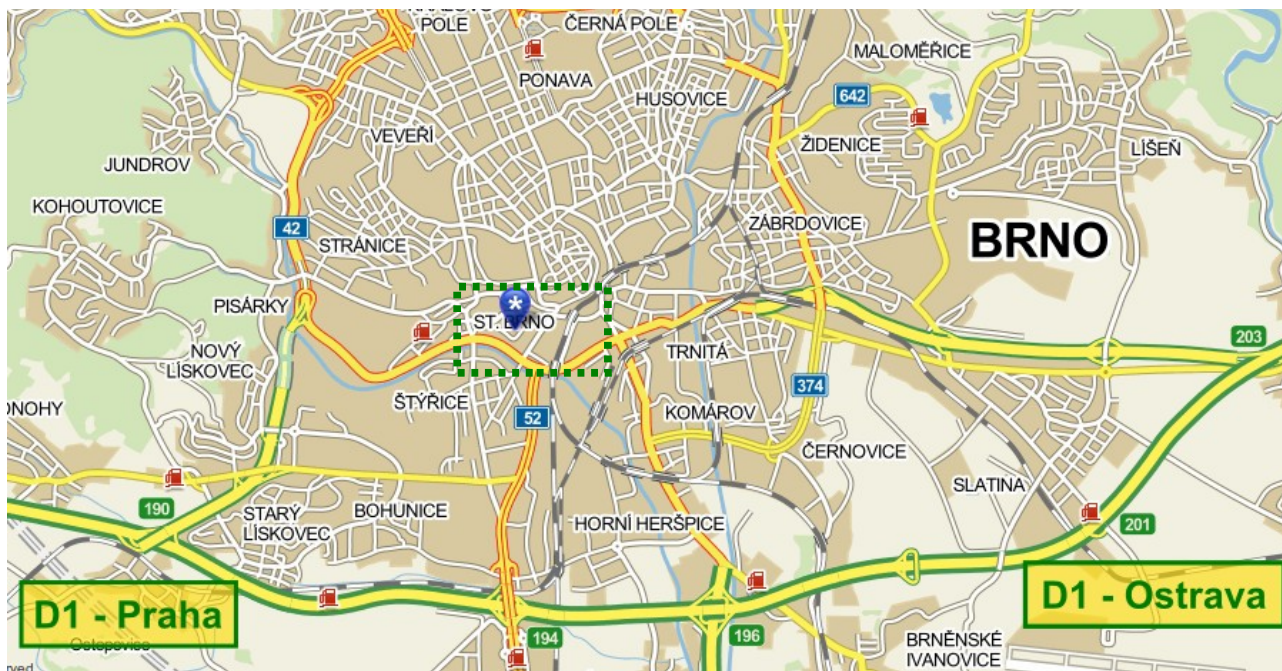 POLE
ČERNÁ POLE
MALOMĚŘICE
PONAVA
HUSOVICE
642
VEVEŘÍ
ŽIDENICE
LÍŠEŇ
JUNDROV
KOHOUTOVICE
ZÁBRDOVICE
42
STRÁNICE
BRNO
PISÁRKY
*
ST. BRNO
203
NOVÝ
LÍSKOVEC
TRNITÁ
374
ŠTÝŘICE
52
KOMÁROV
ČERNOVICE
SLATINA
190
STARÝ
LÍSKOVEC
BOHUNICE
HORNÍ HERŠPICE
201
D1 - Praha
D1 - Ostrava
194
196
BRNĚNSKÉ
IVANOVICE